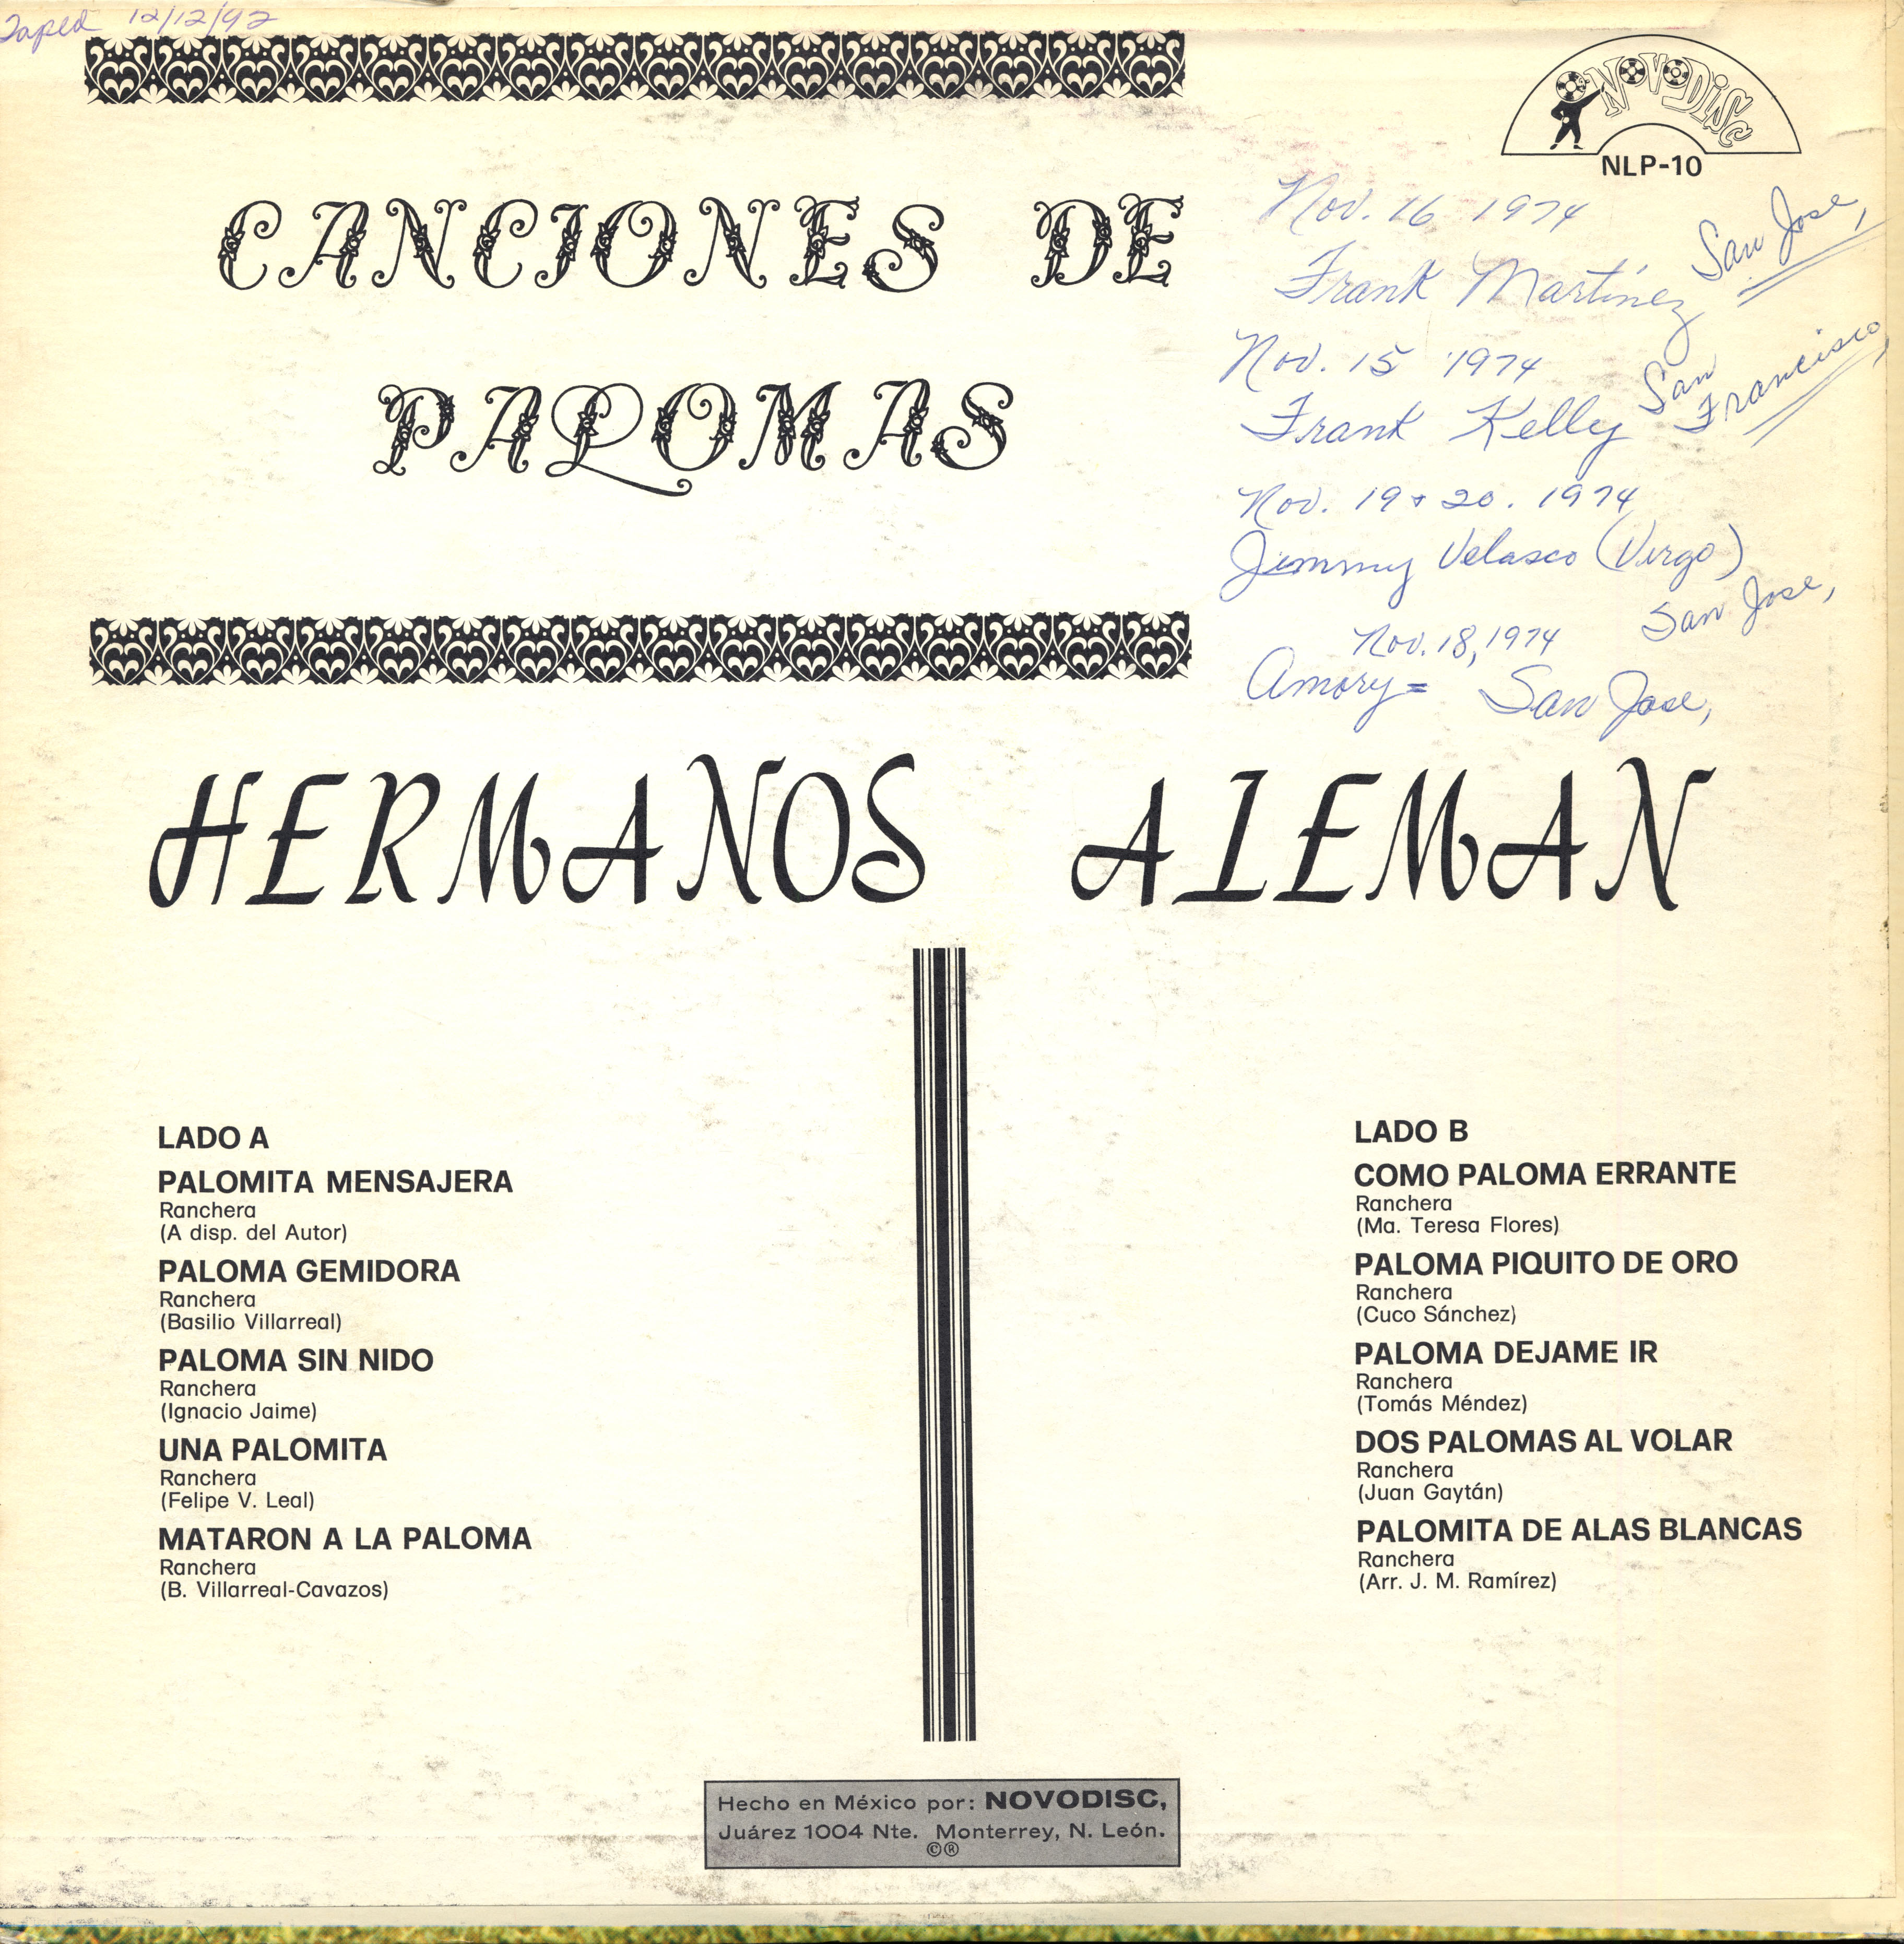 Taped 12/12/92
NOVODISC
NLP-10
CANCIONES DE
PALOMAS
Nov. 16 1974
San Jose,
Frank Martínez
Nov. 15 1974
San
Francisco,
Frank Kelly
Nov. 19 + 20. 1974
Jimmy Velasco (Virgo)
San Jose,
Nov. 18, 1974
Amory = San Jose,
HERMANOS ALEMAN
LADO A
PALOMITA MENSAJERA
Ranchera
(A disp. del Autor)
PALOMA GEMIDORA
Ranchera
(Basilio Villarreal)
PALOMA SIN NIDO
Ranchera
(Ignacio Jaime)
UNA PALOMITA
Ranchera
(Felipe V. Leal)
MATARON A LA PALOMA
Ranchera
(B. Villarreal-Cavazos)
LADO B
COMO PALOMA ERRANTE
Ranchera
(Ma. Teresa Flores)
PALOMA PIQUITO DE ORO
Ranchera
(Cuco Sánchez)
PALOMA DEJAME IR
Ranchera
(Tomás Méndez)
DOS PALOMAS AL VOLAR
Ranchera
(Juan Gaytán)
PALOMITA DE ALAS BLANCAS
Ranchera
(Arr. J. M. Ramírez)
Hecho en México por: NOVODISC,
Juárez 1004 Nte. Monterrey, N. León.
©®